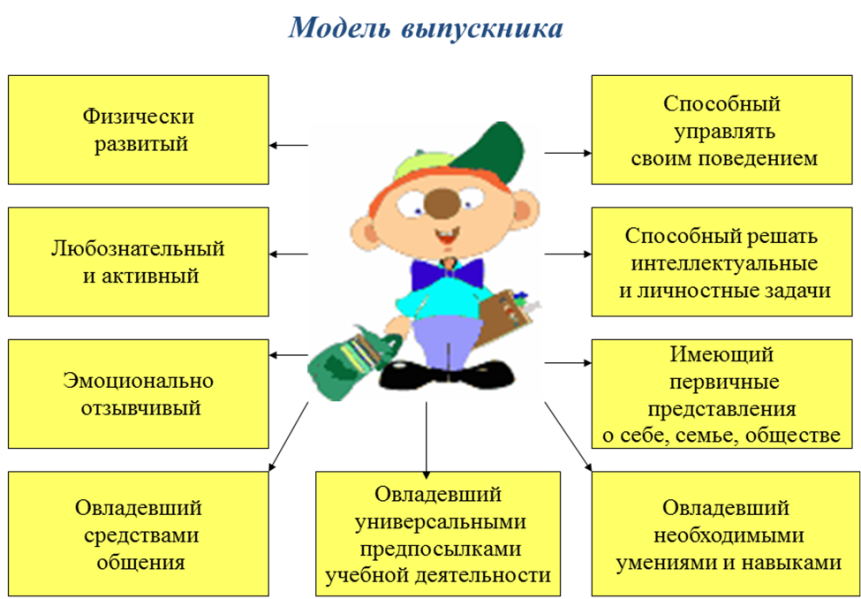 Модель выпускника
Физически
развитый
Способный
управлять
своим поведением
Любознательный
и активный
Способный решать
интеллектуальные
и личностные задачи
Эмоционально
отзывчивый
Имеющий
первичные
представления
о себе, семье, обществе
Овладевший
средствами
общения
Овладевший
универсальными
предпосылками
учебной деятельности
Овладевший
необходимыми
умениями и навыками